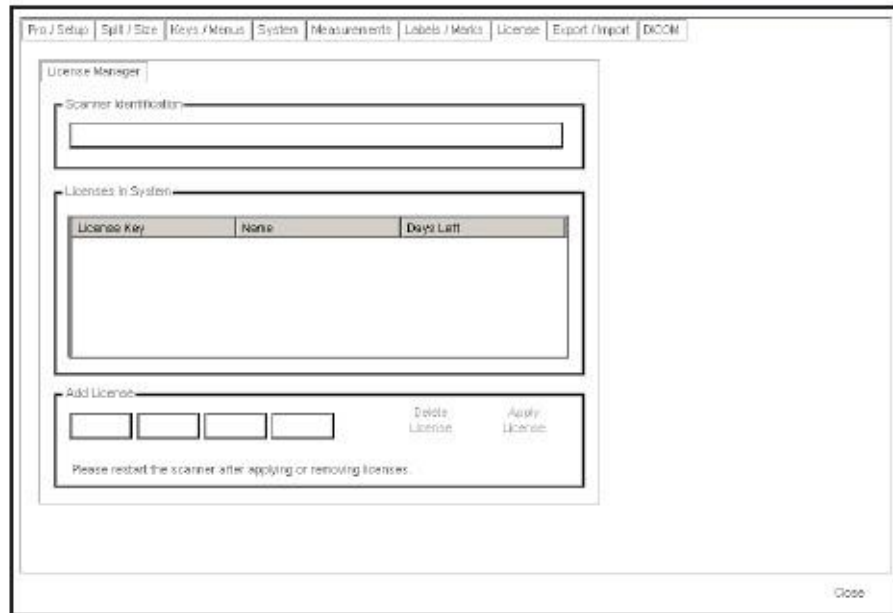 Pro / Setup Split / Size Keys / Menus System Measurements Labels / Marks License Export / Import DICOM
License Manager
Scanner Identification
Licenses in System
License Key Name Days Left
Add License
Delete License
Apply License
Please restart the scanner after applying or removing licenses.
Close